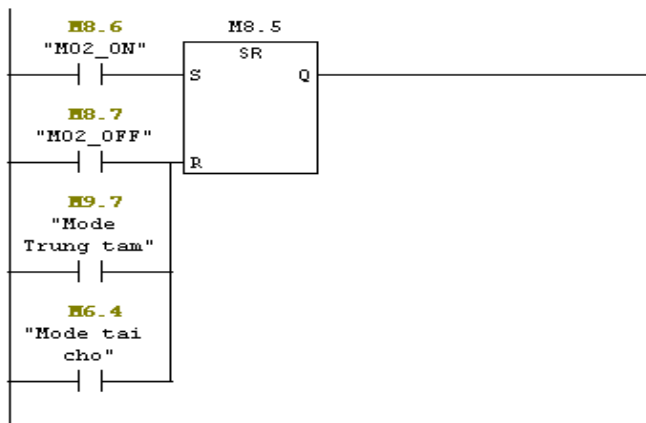 M8.6
"M02_ON"
M8.5
SR
S
Q
M8.7
"M02_OFF"
R
M9.7
"Mode
Trung tam"
M6.4
"Mode tai
cho"